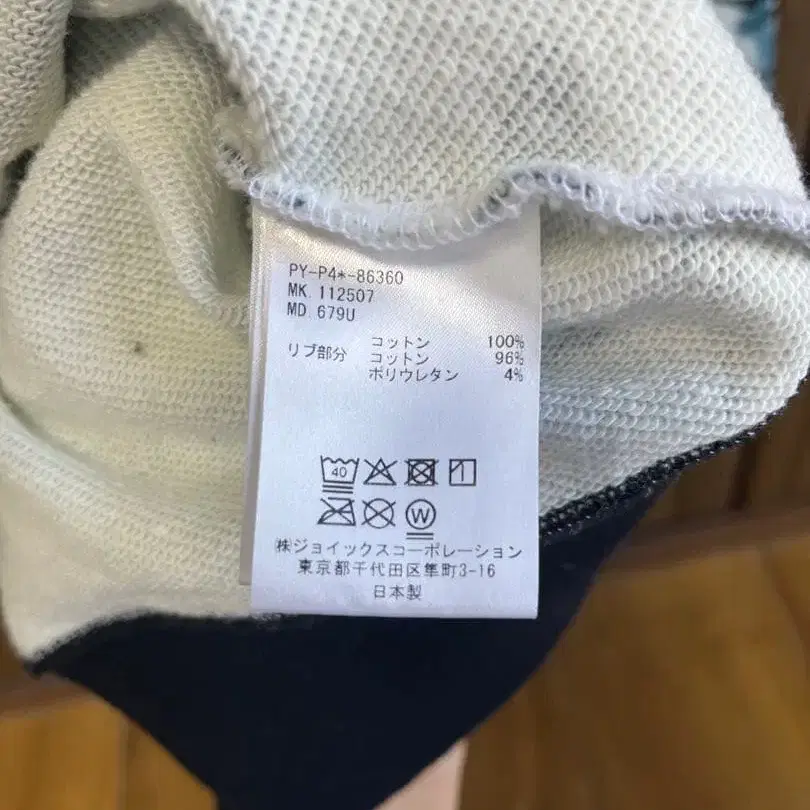 PY-P4*-86360
MK. 112507
MD. 679U
コットン 100%
リブ部分 コットン 96%
ポリウレタン 4%
40
W
㈱ジョイックスコーポレーション
東京都千代田区隼町3-16
日本製